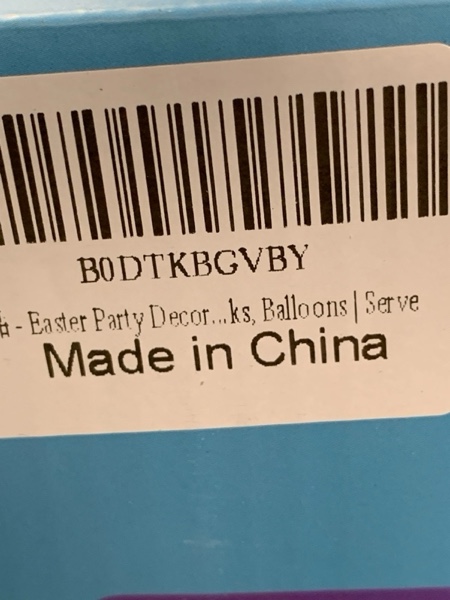 B0DTKBGVBY
- Easter Party Decor...ks, Balloons | Serve
Made in China